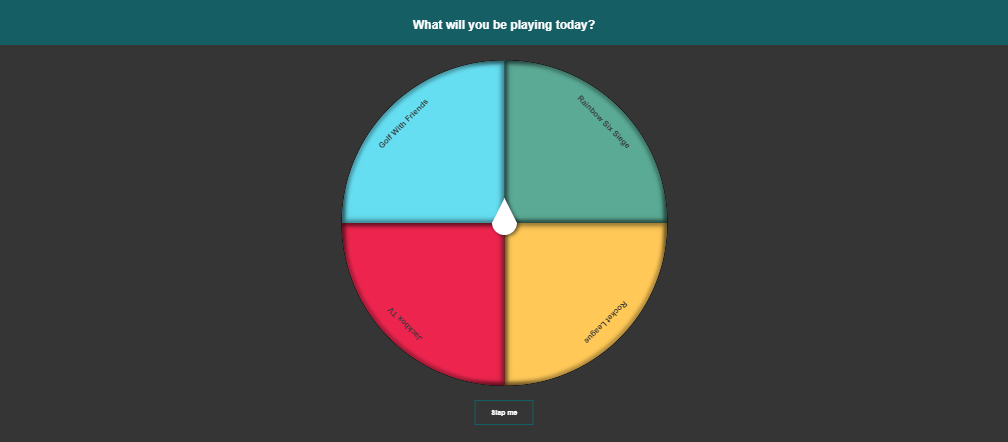 What will you be playing today?
Golf With Friends
Rainbow Six Siege
Jackbox TV
Rocket League
Slap me